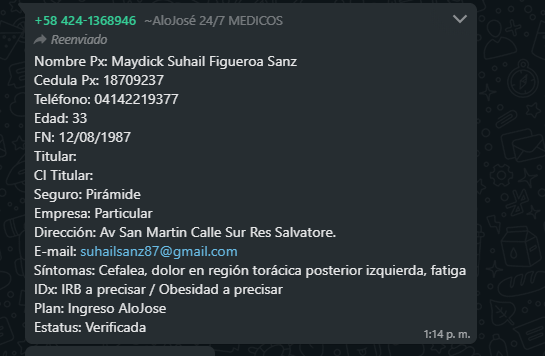 +58 424-1368946 ~AloJosé 24/7 MEDICOS
Reenviado
Nombre Px: Maydick Suhail Figueroa Sanz
Cedula Px: 18709237
Teléfono: 04142219377
Edad: 33
FN: 12/08/1987
Titular:
CI Titular:
Seguro: Pirámide
Empresa: Particular
Dirección: Av San Martin Calle Sur Res Salvatore.
E-mail: suhailsanz87@gmail.com
Síntomas: Cefalea, dolor en región torácica posterior izquierda, fatiga
IDx: IRB a precisar / Obesidad a precisar
Plan: Ingreso AloJose
Estatus: Verificada
1:14 p. m.